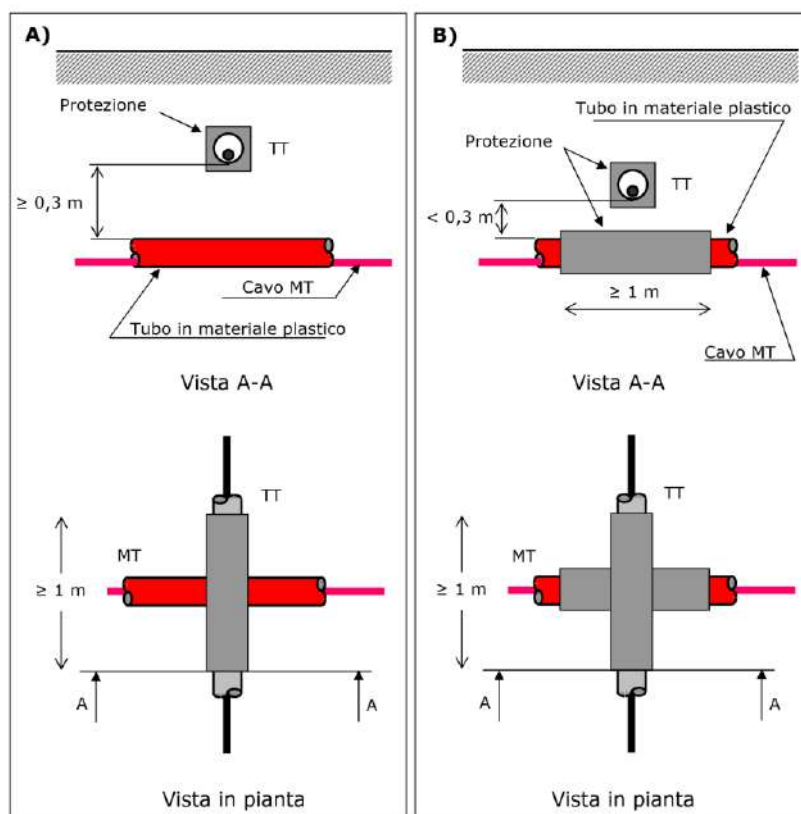 A)
Protezione
TT
≥ 0,3 m
Cavo MT
Tubo in materiale plastico
Vista A-A
TT
MT
≥ 1 m
A
A
Vista in pianta
B)
Tubo in materiale plastico
Protezione
TT
< 0,3 m
≥ 1 m
Cavo MT
Vista A-A
TT
MT
≥ 1 m
A
A
Vista in pianta